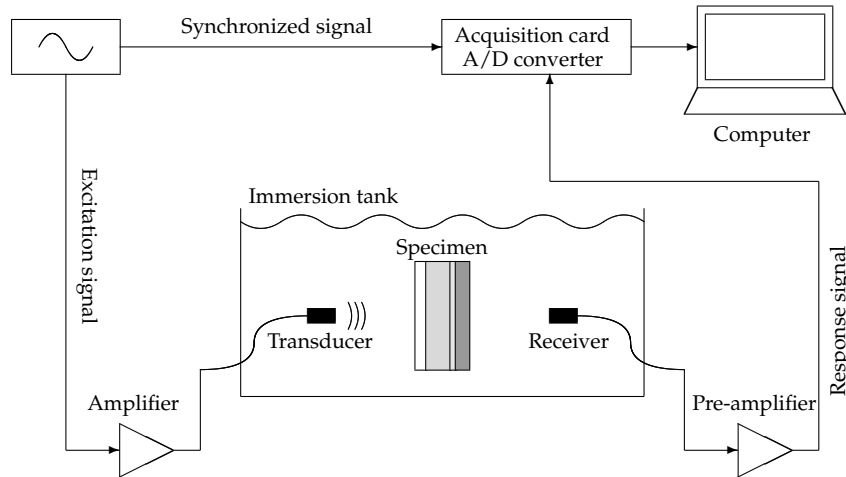 Synchronized signal
Acquisition card
A/D converter
Computer
Excitation signal
Immersion tank
Specimen
Transducer
Receiver
Response signal
Amplifier
Pre-amplifier